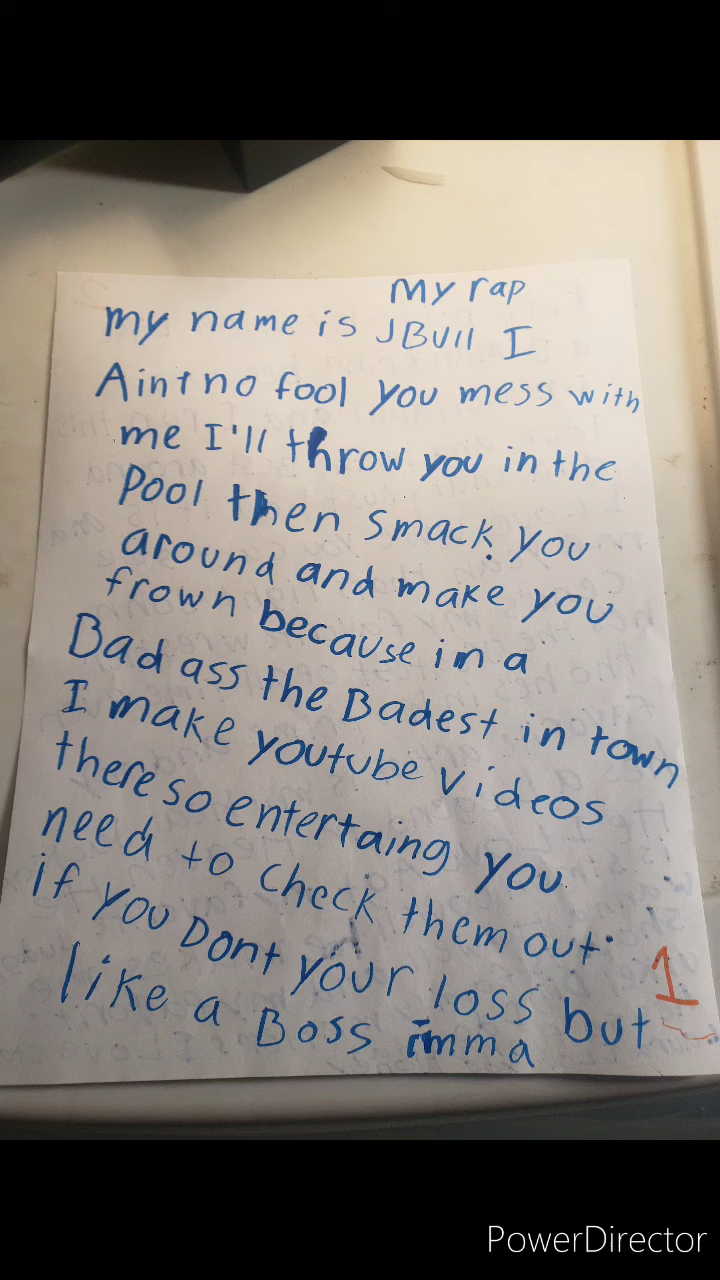 My rap
my name is JBull I
Aint no fool you mess with
me I'll throw you in the
Pool then smack you
around and make you
frown because im a
Bad ass the Badest in town
I make youtube videos
there so entertaing you
need to check them out.
if you Dont your loss but
like a Boss imma
1
PowerDirector